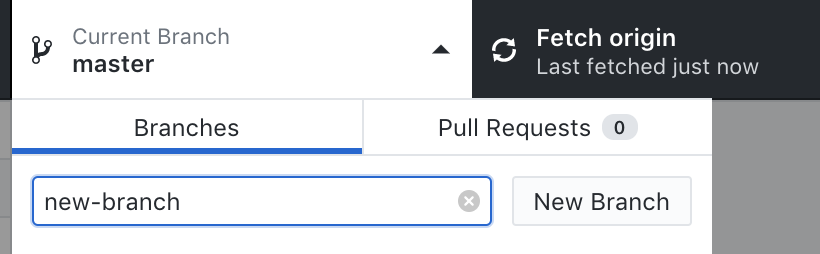 Current Branch
master
Fetch origin
Last fetched just now
Branches
Pull Requests 0
new-branch
New Branch